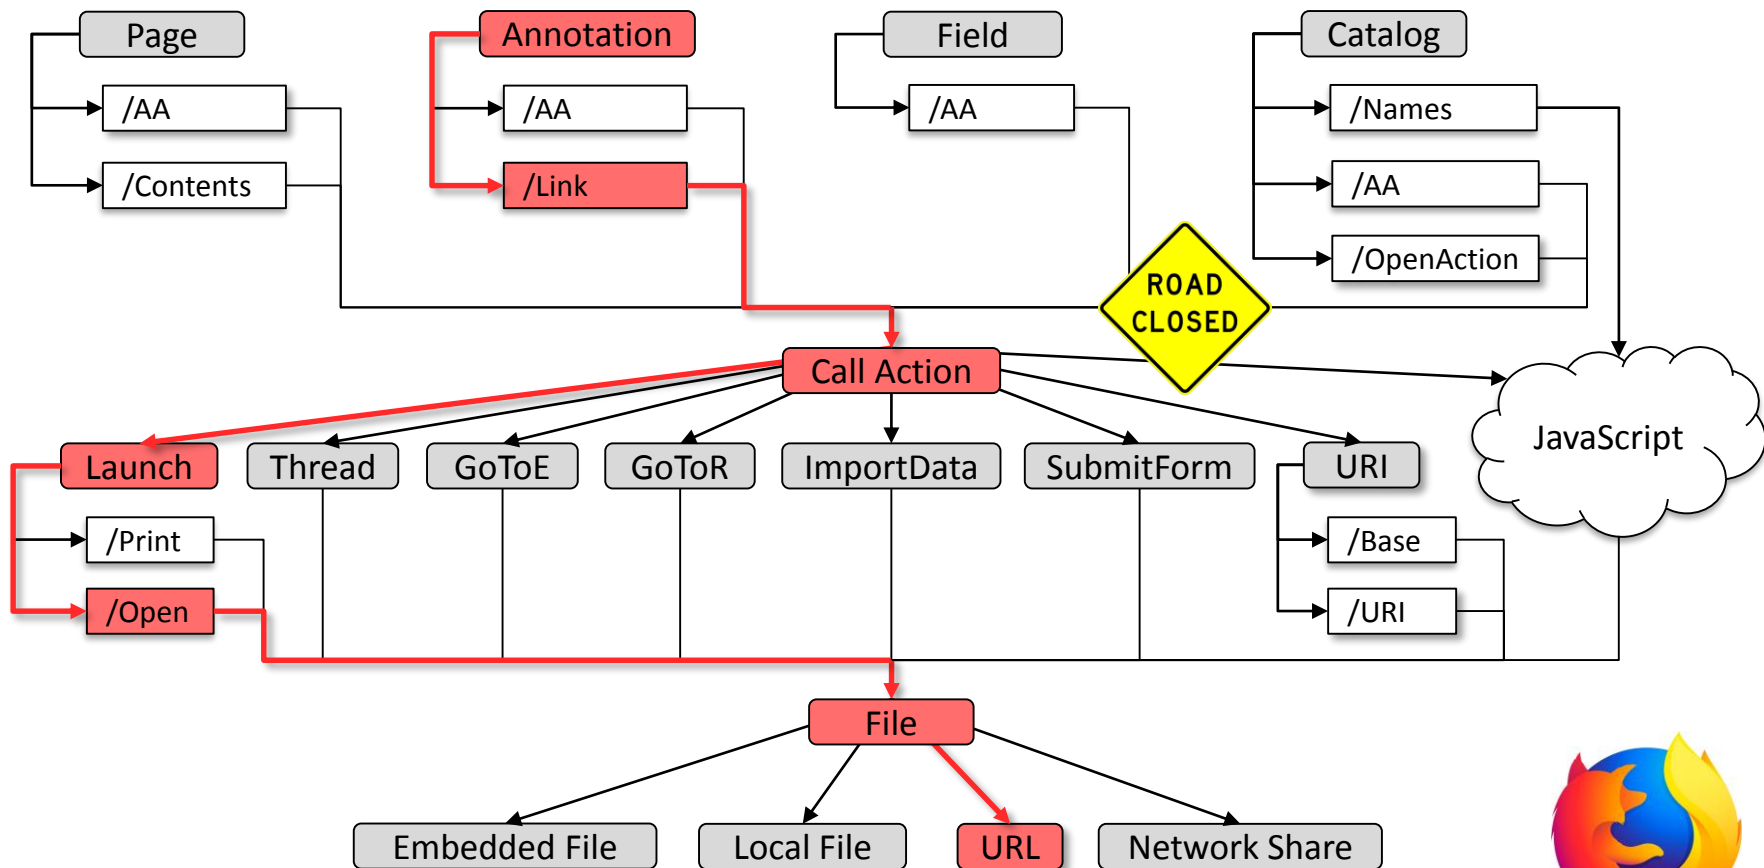 Page
Annotation
Field
Catalog
/AA
/AA
/AA
/Names
/Contents
/Link
/AA
/OpenAction
ROAD
CLOSED
Call Action
JavaScript
Launch
Thread
GoToE
GoToR
ImportData
SubmitForm
URI
/Print
/Base
/Open
/URI
File
Embedded File
Local File
URL
Network Share